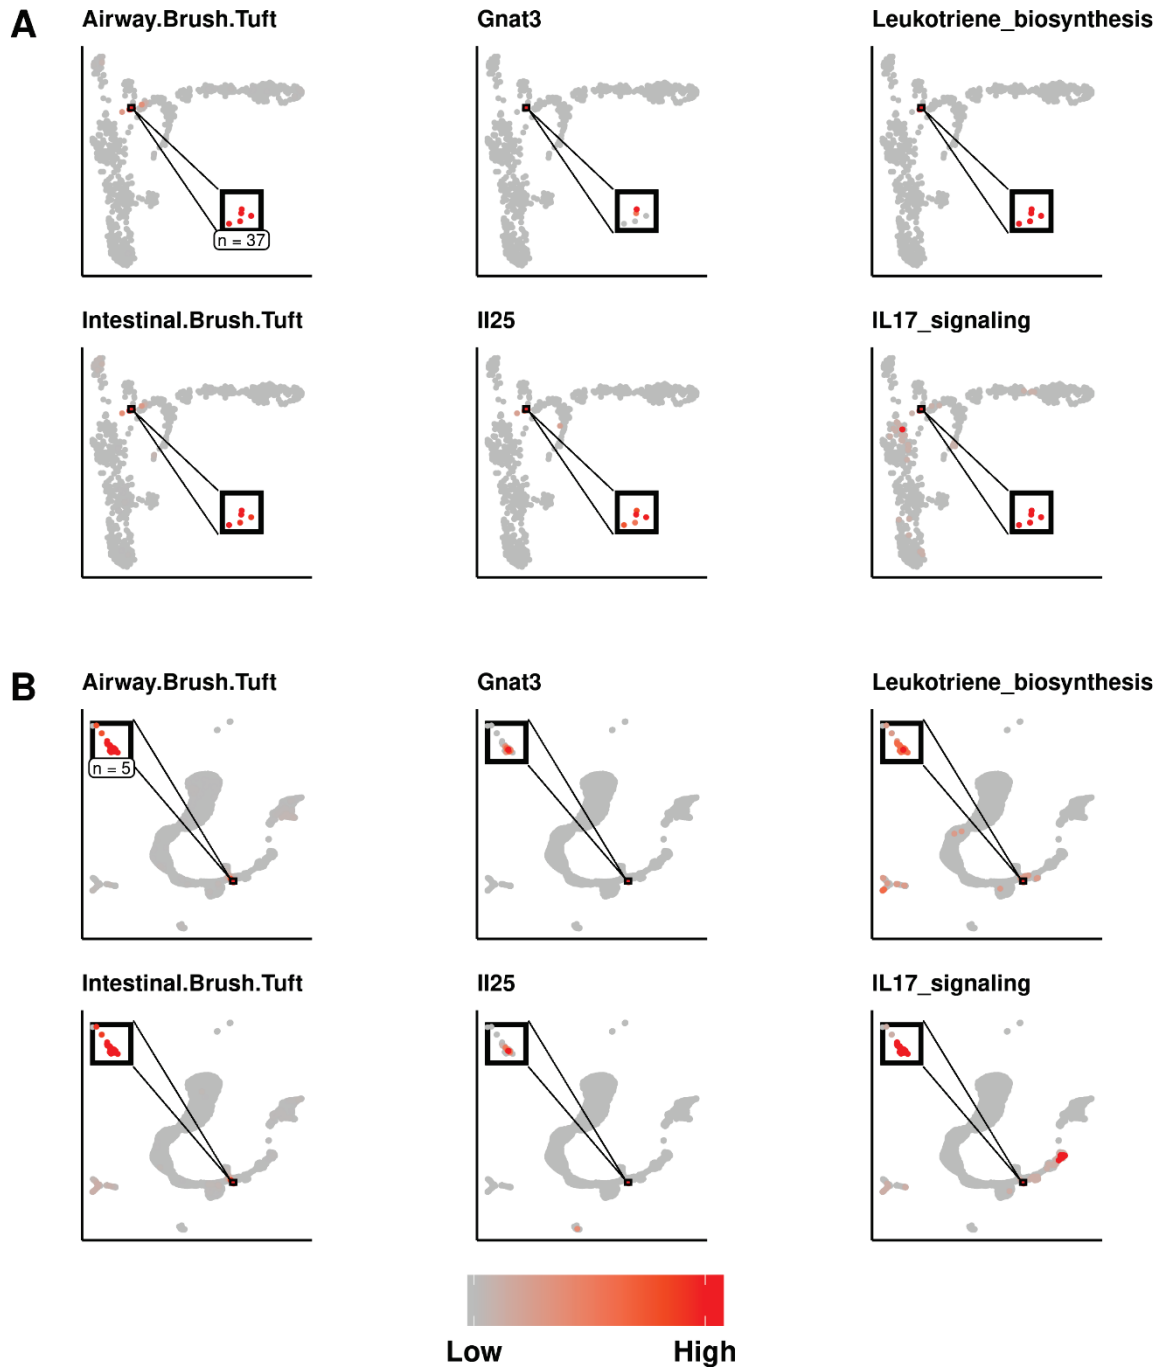 A
Airway.Brush.Tuft
Gnat3
Leukotriene_biosynthesis
n = 37
Intestinal.Brush.Tuft
Il25
IL17_signaling
B
Airway.Brush.Tuft
Gnat3
Leukotriene_biosynthesis
n = 5
Intestinal.Brush.Tuft
Il25
IL17_signaling
Low
High